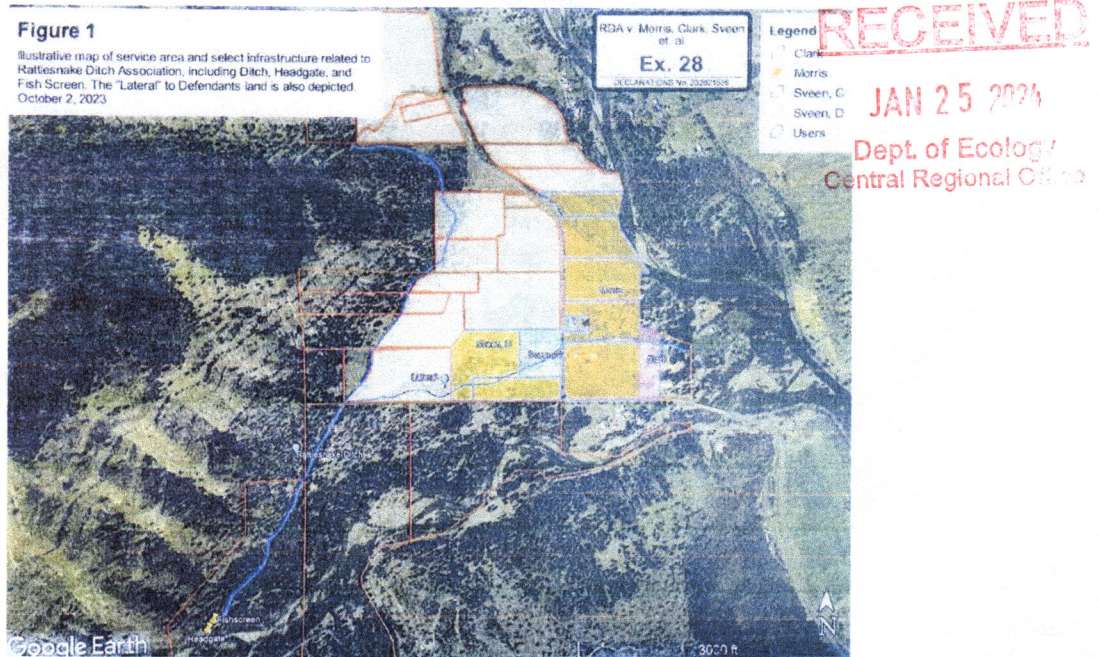 Figure 1
Illustrative map of service area and select infrastructure related to
Rattlesnake Ditch Association, including Ditch, Headgate, and
Fish Screen. The "Lateral" to Defendants land is also depicted.
October 2, 2023
RDA v. Morris, Clark, Sveen
et. al
Ex. 28
Legend
Clark
Morris
Sveen, G
Sveen, D
Users
RECEIVED
JAN 25 2024
Dept. of Ecology
Central Regional Office
Lateral
Rattlesnake Ditch
Fishscreen
Headgate
Google Earth
N
3000 ft